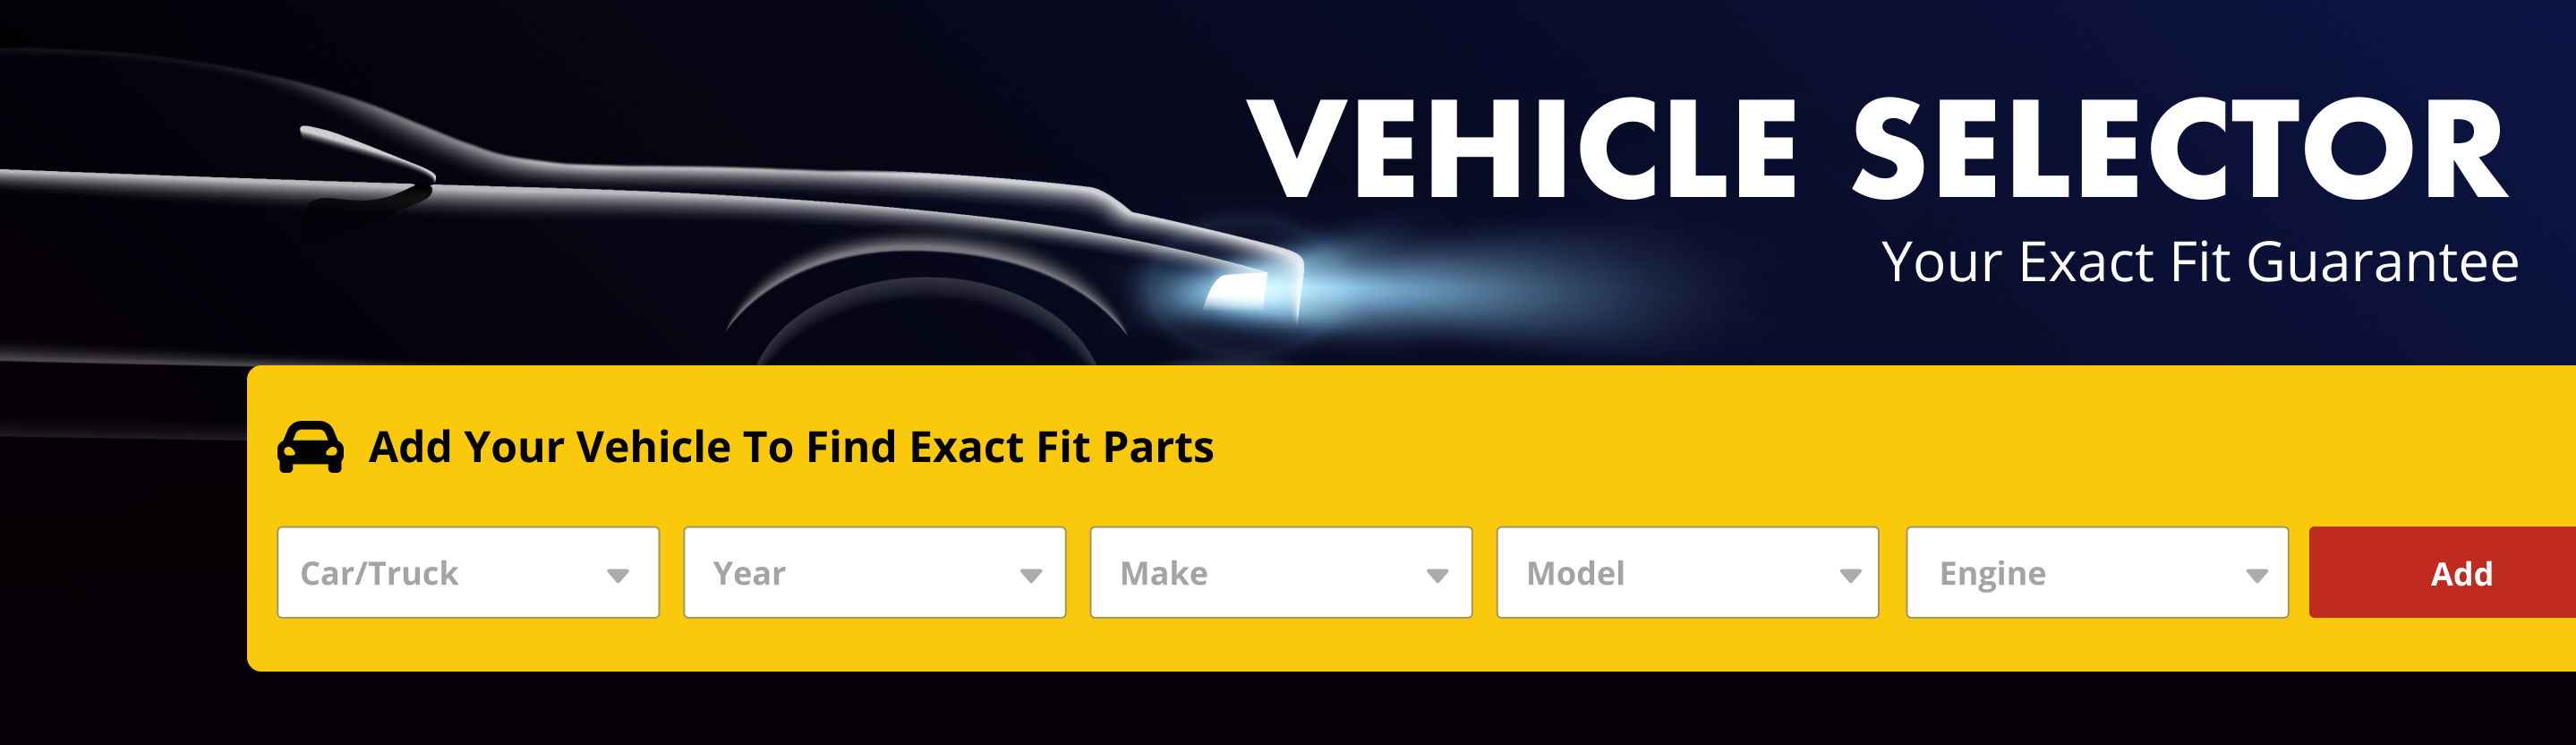 VEHICLE SELECTOR
Your Exact Fit Guarantee
Add Your Vehicle To Find Exact Fit Parts
Car/Truck Year Make Model Engine Add